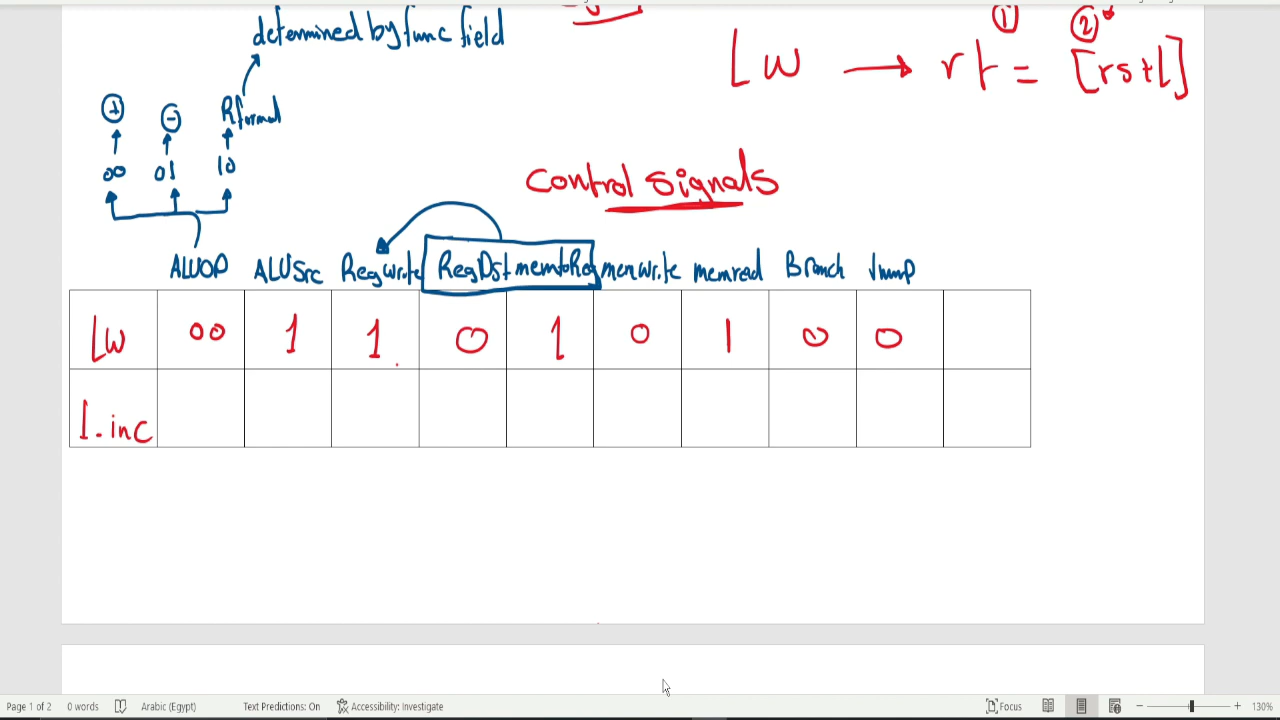 determined by func field
① ②*
Lw → rt = [rs+I]
⊕ ⊖ Rformat
00 01 10
control signals
ALUOP ALUSrc RegWrite RegDst memtoReg memWrite memread Branch Jump
Lw 00 1 1 0 1 0 1 0 0
I.inc
Page 1 of 2 0 words Arabic (Egypt) Text Predictions: On Accessibility: Investigate Focus 130%